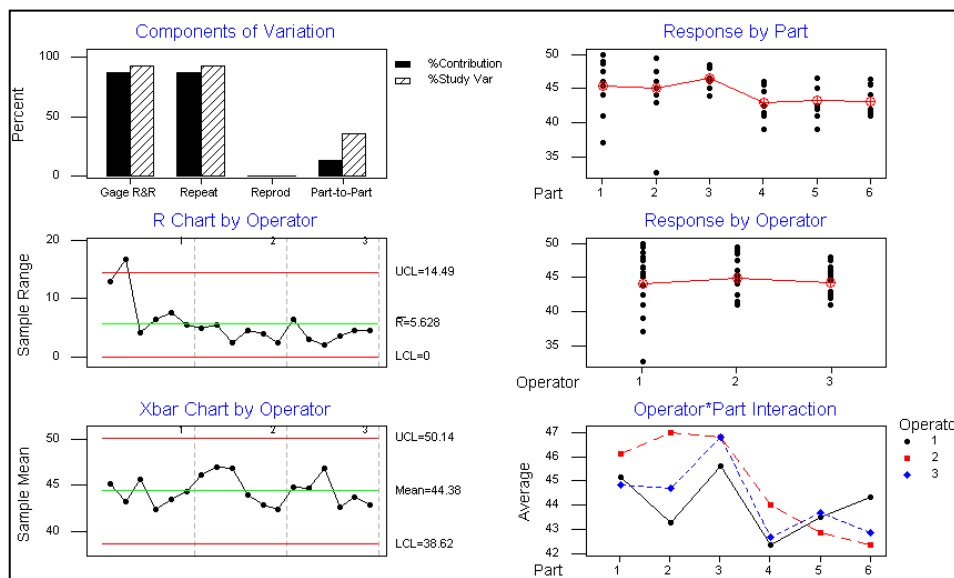 Components of Variation
100
50
0
Percent
%Contribution
%Study Var
Gage R&R Repeat Reprod Part-to-Part
Response by Part
50
45
40
35
Part 1 2 3 4 5 6
R Chart by Operator
20
10
0
Sample Range
1 2 3
UCL=14.49
R=5.628
LCL=0
Response by Operator
50
45
40
35
Operator 1 2 3
Xbar Chart by Operator
50
45
40
Sample Mean
1 2 3
UCL=50.14
Mean=44.38
LCL=38.62
Operator*Part Interaction
47
46
45
44
43
42
Average
Part 1 2 3 4 5 6
Operato
1
2
3